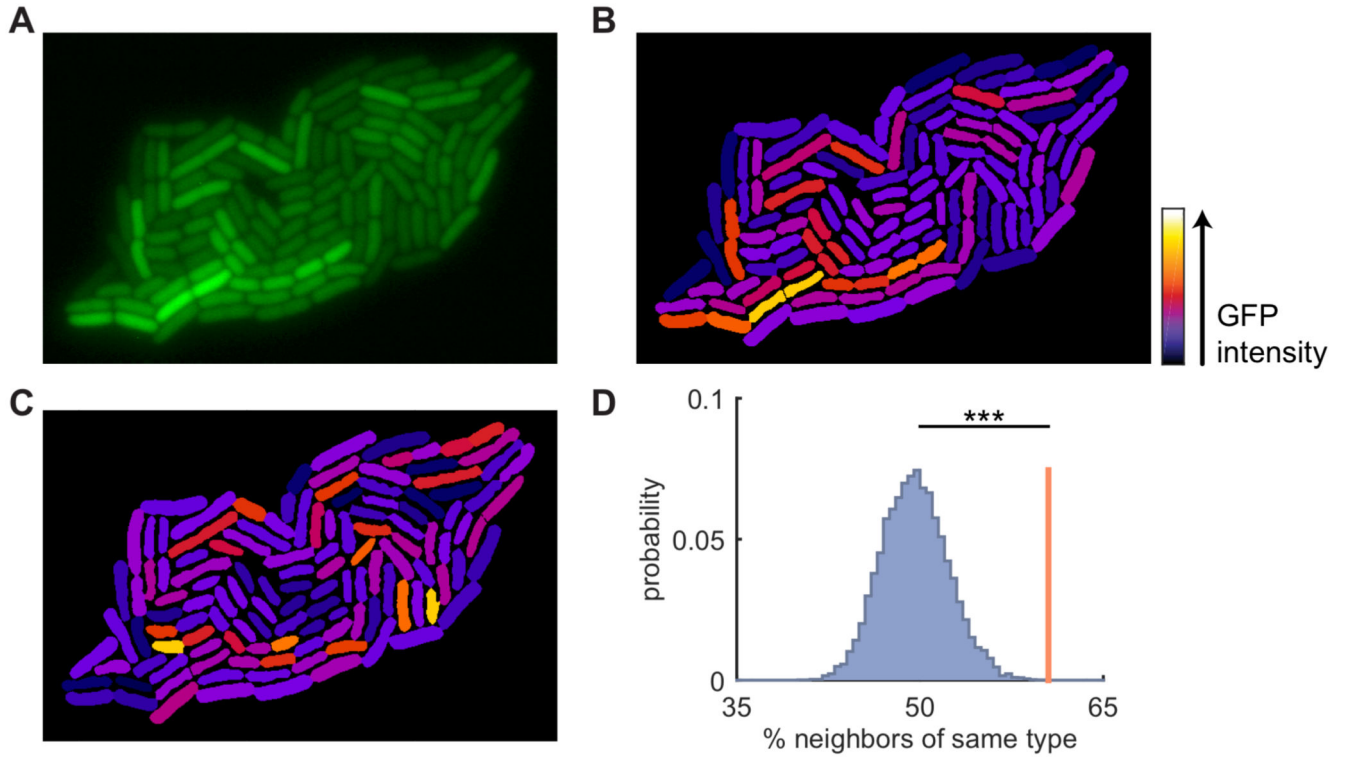 A
B
GFP
intensity
C
D
0.1
***
probability
0.05
0
35
50
65
% neighbors of same type